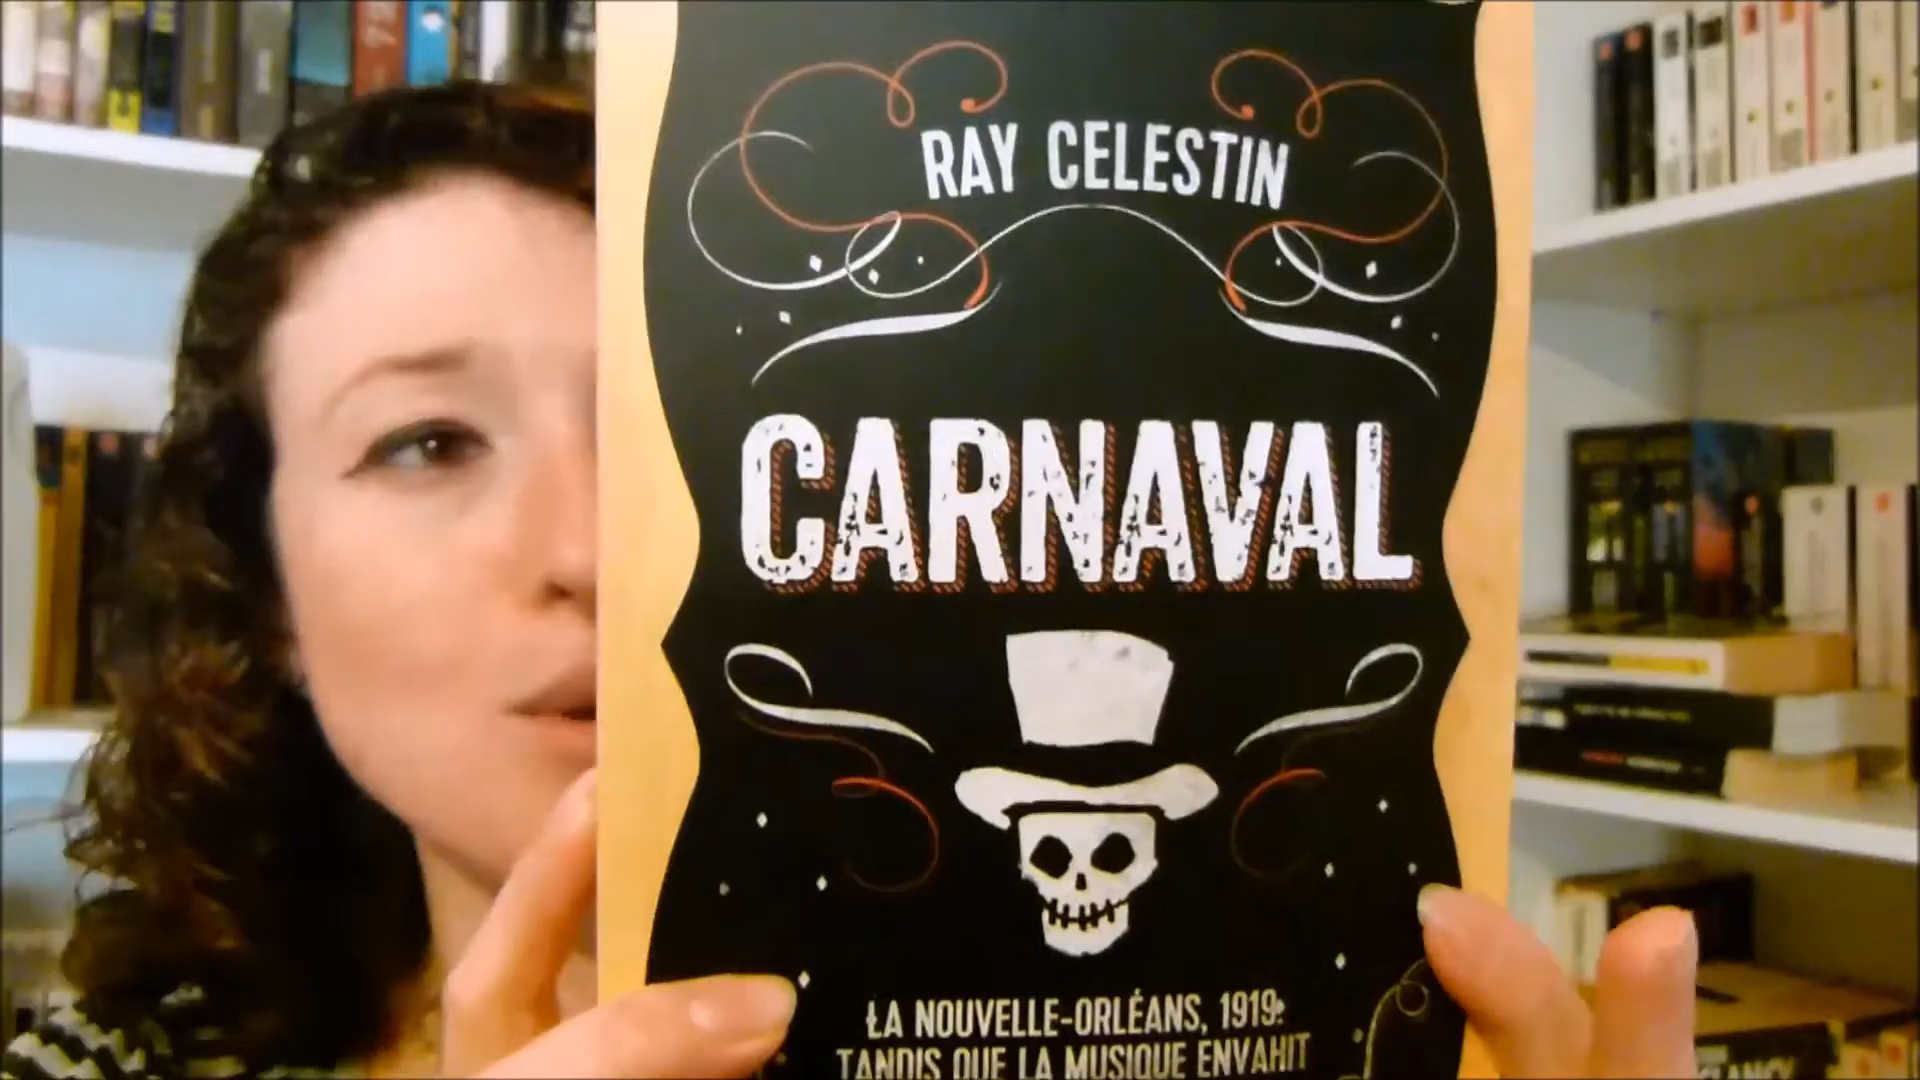 RAY CELESTIN
CARNAVAL
LA NOUVELLE-ORLÉANS, 1919:
TANDIS QUE LA MUSIQUE ENVAHIT